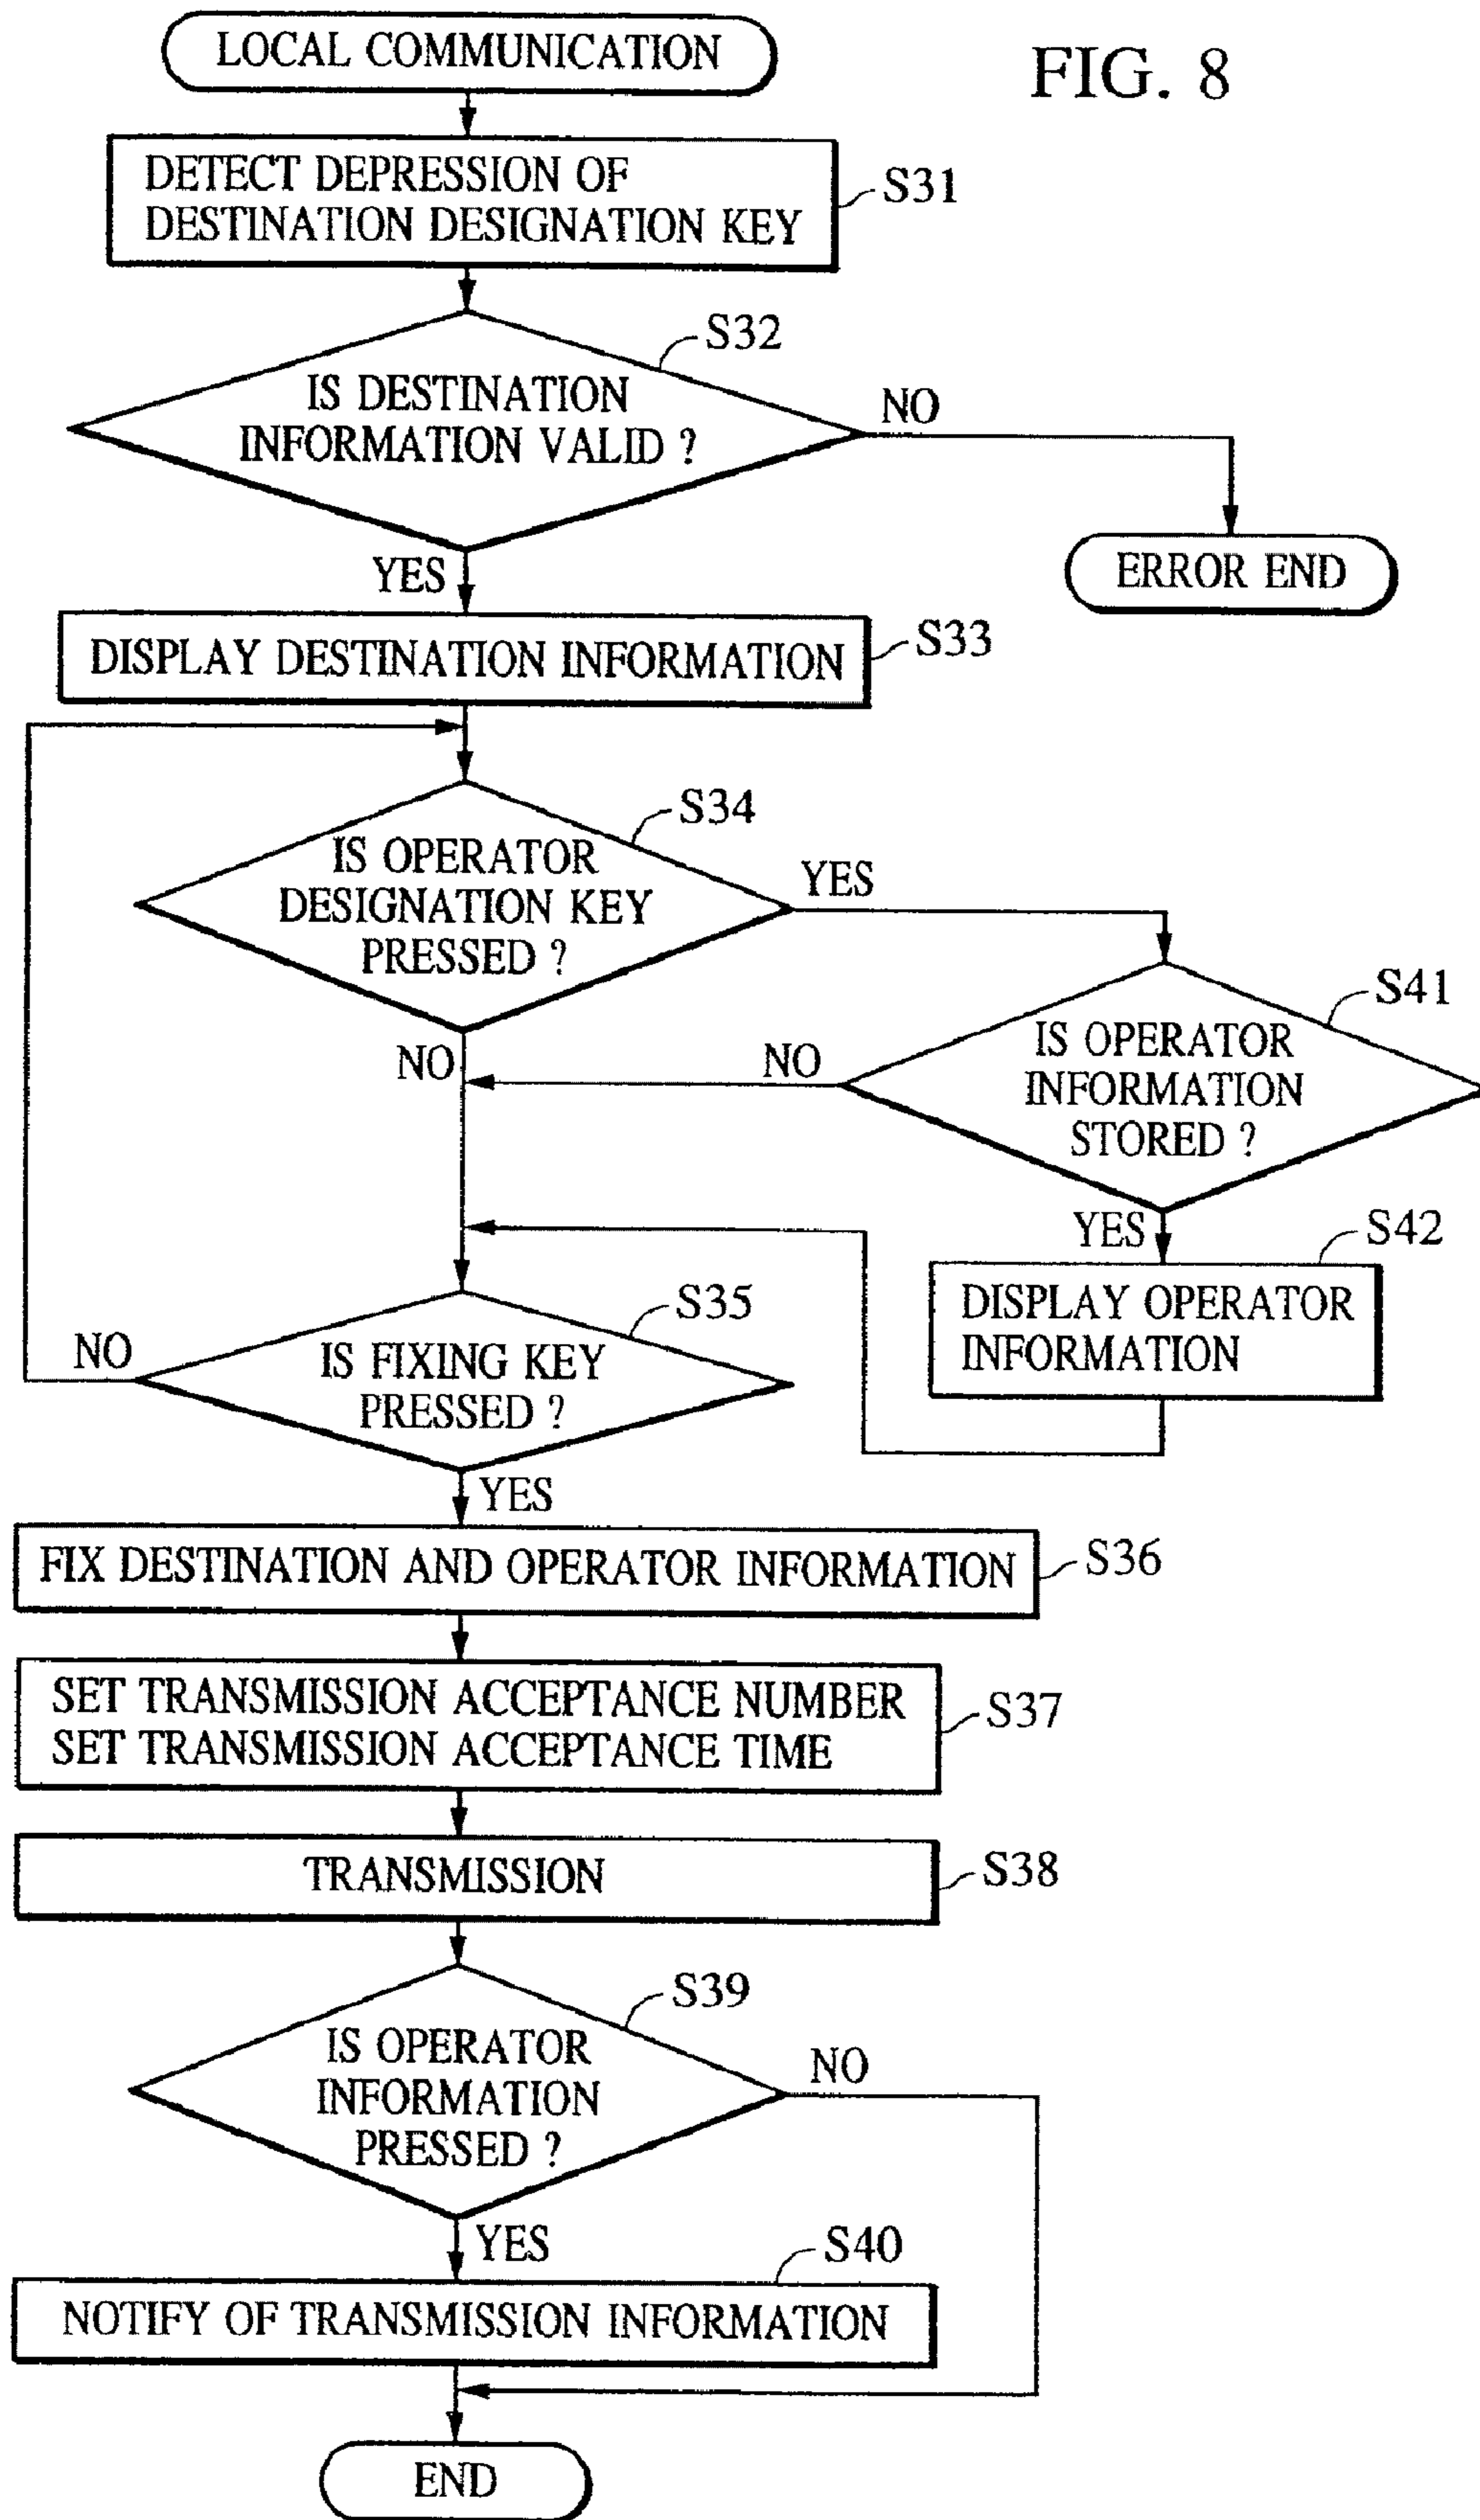 LOCAL COMMUNICATION
FIG. 8
DETECT DEPRESSION OF
DESTINATION DESIGNATION KEY
S31
S32
IS DESTINATION
INFORMATION VALID ?
NO
YES
ERROR END
DISPLAY DESTINATION INFORMATION
S33
S34
IS OPERATOR
DESIGNATION KEY
PRESSED ?
YES
NO
S41
IS OPERATOR
INFORMATION
STORED ?
NO
YES
S42
DISPLAY OPERATOR
INFORMATION
S35
IS FIXING KEY
PRESSED ?
NO
YES
FIX DESTINATION AND OPERATOR INFORMATION
S36
SET TRANSMISSION ACCEPTANCE NUMBER
SET TRANSMISSION ACCEPTANCE TIME
S37
TRANSMISSION
S38
S39
IS OPERATOR
INFORMATION
PRESSED ?
NO
YES
S40
NOTIFY OF TRANSMISSION INFORMATION
END